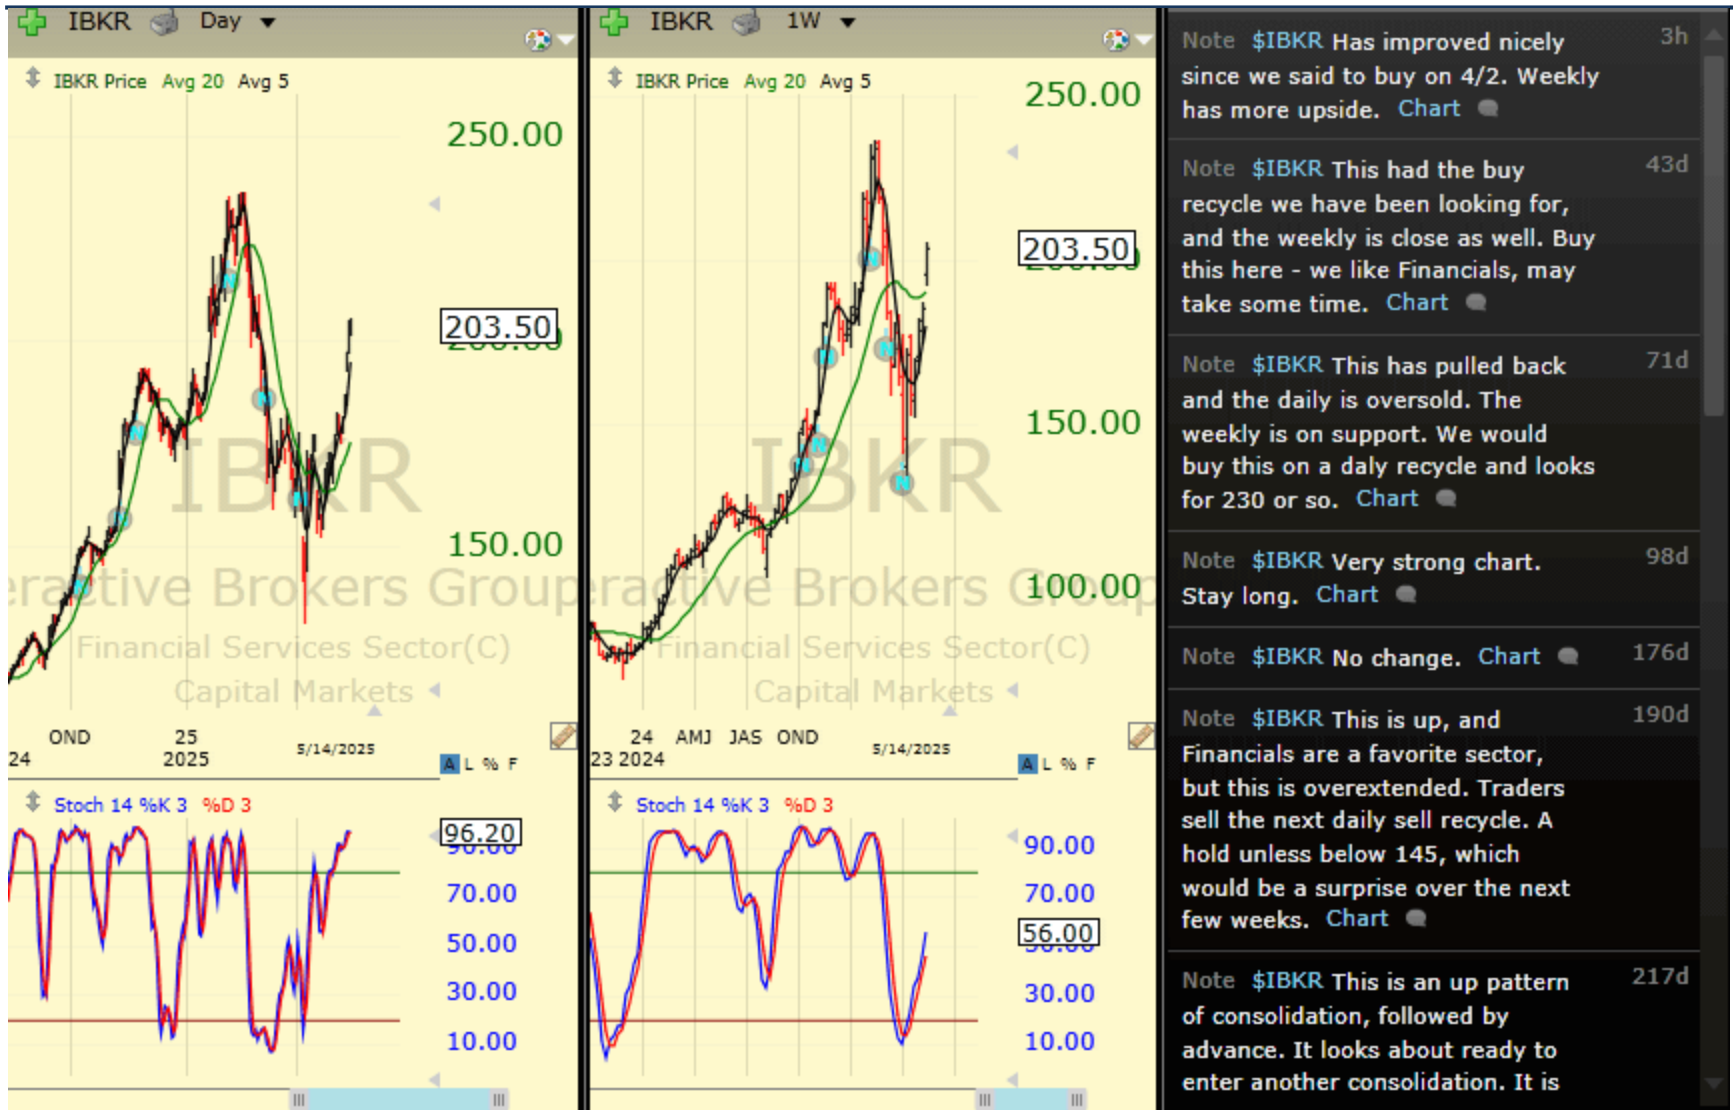 IBKR Day
IBKR Price Avg 20 Avg 5
250.00
203.50
150.00
IBKR
eractive Brokers Group
Financial Services Sector(C)
Capital Markets
OND 25
24 2025 5/14/2025
A L % F
Stoch 14 %K 3 %D 3
96.20
90.00
70.00
50.00
30.00
10.00
IBKR 1W
IBKR Price Avg 20 Avg 5
250.00
203.50
150.00
100.00
IBKR
eractive Brokers Group
Financial Services Sector(C)
Capital Markets
24 AMJ JAS OND
23 2024 5/14/2025
A L % F
Stoch 14 %K 3 %D 3
90.00
70.00
56.00
30.00
10.00
Note $IBKR Has improved nicely 3h
since we said to buy on 4/2. Weekly
has more upside. Chart
Note $IBKR This had the buy 43d
recycle we have been looking for,
and the weekly is close as well. Buy
this here - we like Financials, may
take some time. Chart
Note $IBKR This has pulled back 71d
and the daily is oversold. The
weekly is on support. We would
buy this on a daly recycle and looks
for 230 or so. Chart
Note $IBKR Very strong chart. 98d
Stay long. Chart
Note $IBKR No change. Chart 176d
Note $IBKR This is up, and 190d
Financials are a favorite sector,
but this is overextended. Traders
sell the next daily sell recycle. A
hold unless below 145, which
would be a surprise over the next
few weeks. Chart
Note $IBKR This is an up pattern 217d
of consolidation, followed by
advance. It looks about ready to
enter another consolidation. It is